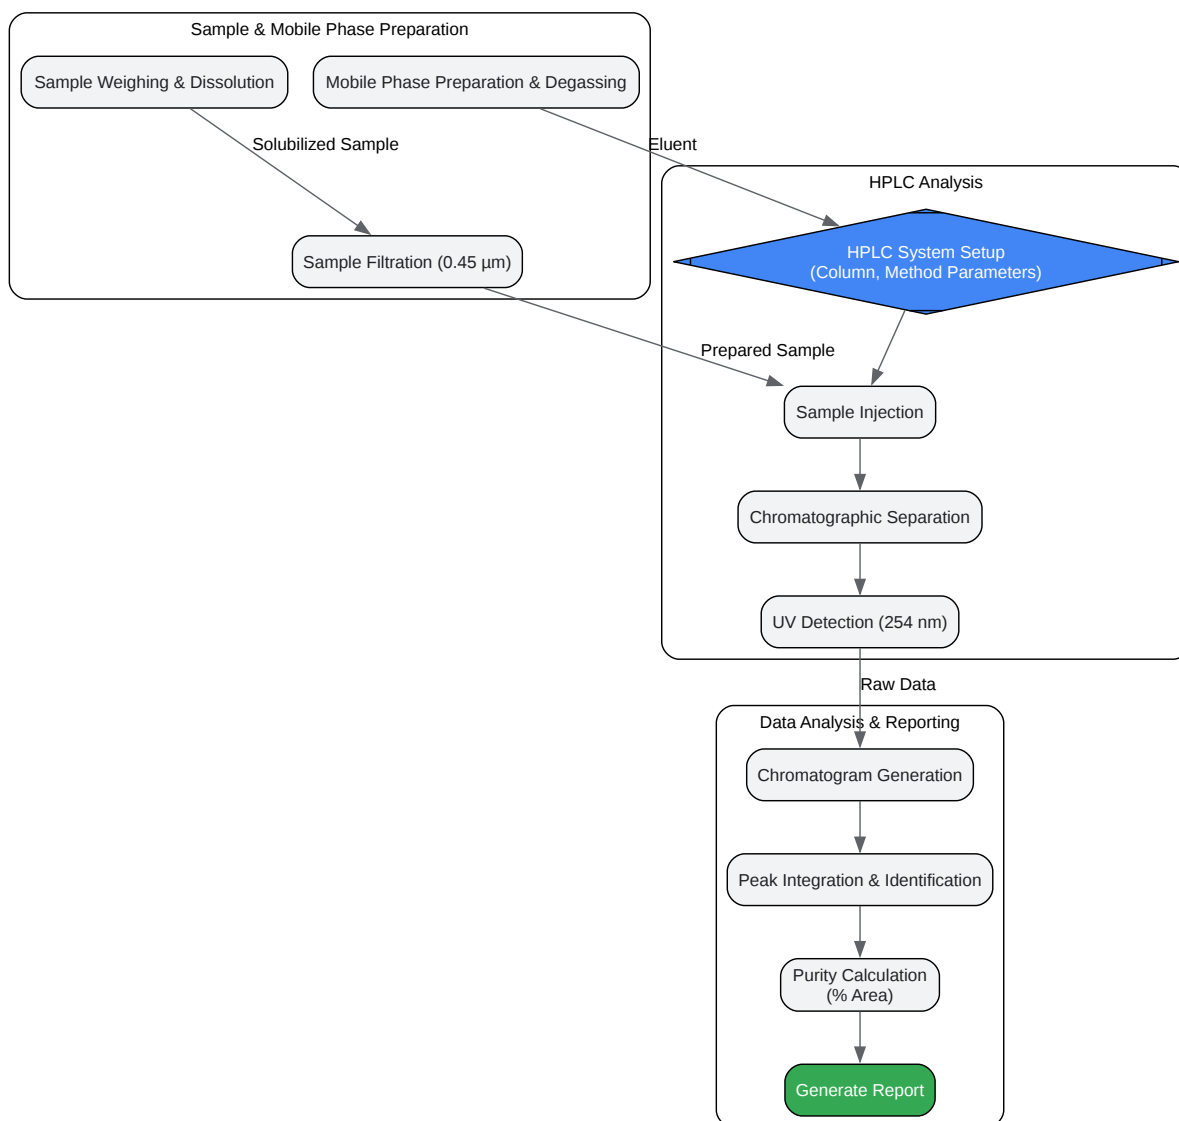 Sample & Mobile Phase Preparation
Sample Weighing & Dissolution
Mobile Phase Preparation & Degassing
Solubilized Sample
Eluent
HPLC Analysis
HPLC System Setup
(Column, Method Parameters)
Sample Filtration (0.45 µm)
Prepared Sample
Sample Injection
Chromatographic Separation
UV Detection (254 nm)
Raw Data
Data Analysis & Reporting
Chromatogram Generation
Peak Integration & Identification
Purity Calculation
(% Area)
Generate Report